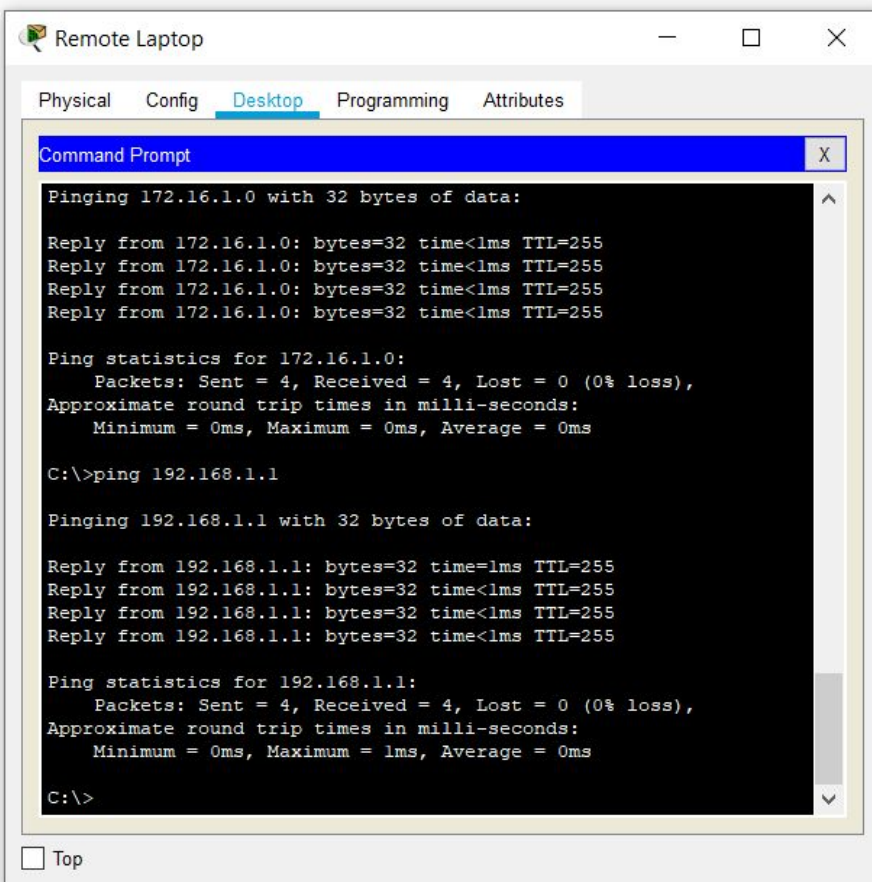 Remote Laptop
Physical Config Desktop Programming Attributes
Command Prompt X
Pinging 172.16.1.0 with 32 bytes of data:
Reply from 172.16.1.0: bytes=32 time<1ms TTL=255
Reply from 172.16.1.0: bytes=32 time<1ms TTL=255
Reply from 172.16.1.0: bytes=32 time<1ms TTL=255
Reply from 172.16.1.0: bytes=32 time<1ms TTL=255
Ping statistics for 172.16.1.0:
Packets: Sent = 4, Received = 4, Lost = 0 (0% loss),
Approximate round trip times in milli-seconds:
Minimum = 0ms, Maximum = 0ms, Average = 0ms
C:\>ping 192.168.1.1
Pinging 192.168.1.1 with 32 bytes of data:
Reply from 192.168.1.1: bytes=32 time=1ms TTL=255
Reply from 192.168.1.1: bytes=32 time<1ms TTL=255
Reply from 192.168.1.1: bytes=32 time<1ms TTL=255
Reply from 192.168.1.1: bytes=32 time<1ms TTL=255
Ping statistics for 192.168.1.1:
Packets: Sent = 4, Received = 4, Lost = 0 (0% loss),
Approximate round trip times in milli-seconds:
Minimum = 0ms, Maximum = 1ms, Average = 0ms
C:\>
Top